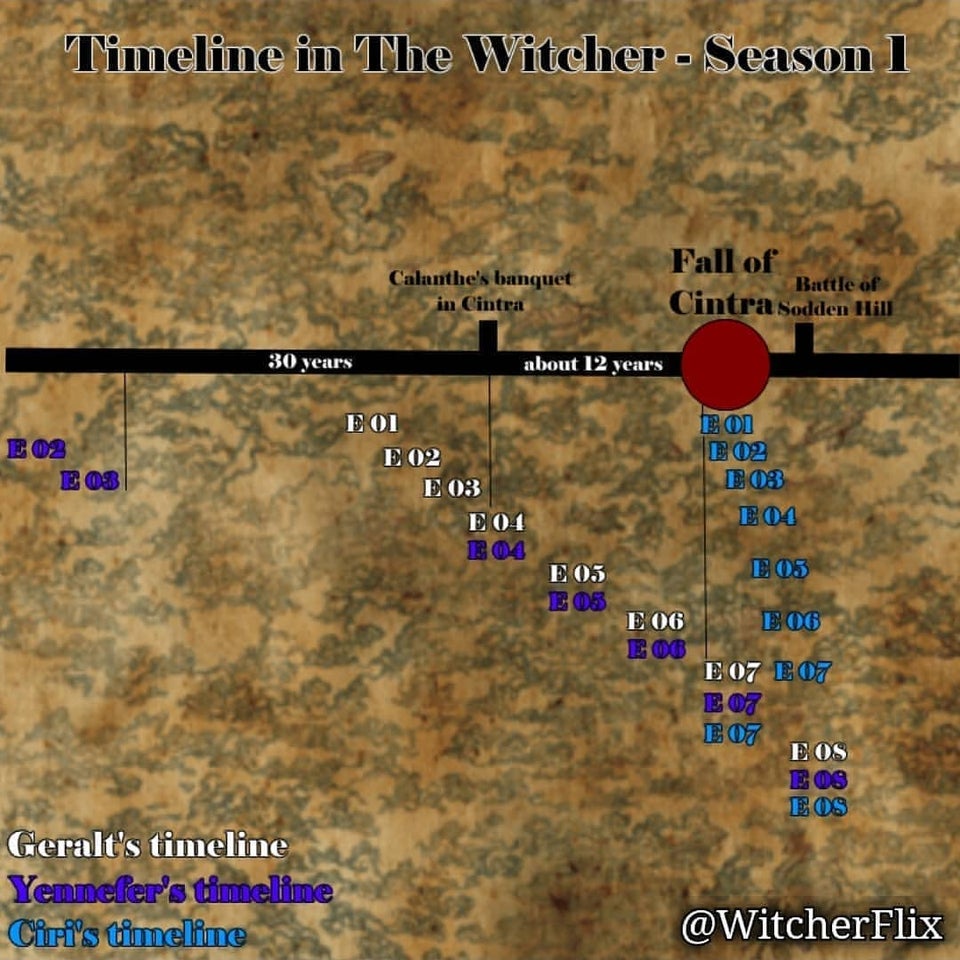 Timeline in The Witcher - Season 1
Calanthe's banquet
in Cintra
Fall of
Cintra
Battle of
Sodden Hill
30 years
about 12 years
E 01
E 01
E 02
E 02
E 02
E 03
E 03
E 03
E 04
E 04
E 04
E 05
E 05
E 05
E 06
E 06
E 06
E 07
E 07
E 07
E 07
E 08
E 08
E 08
Geralt's timeline
Yennefer's timeline
Ciri's timeline
@WitcherFlix